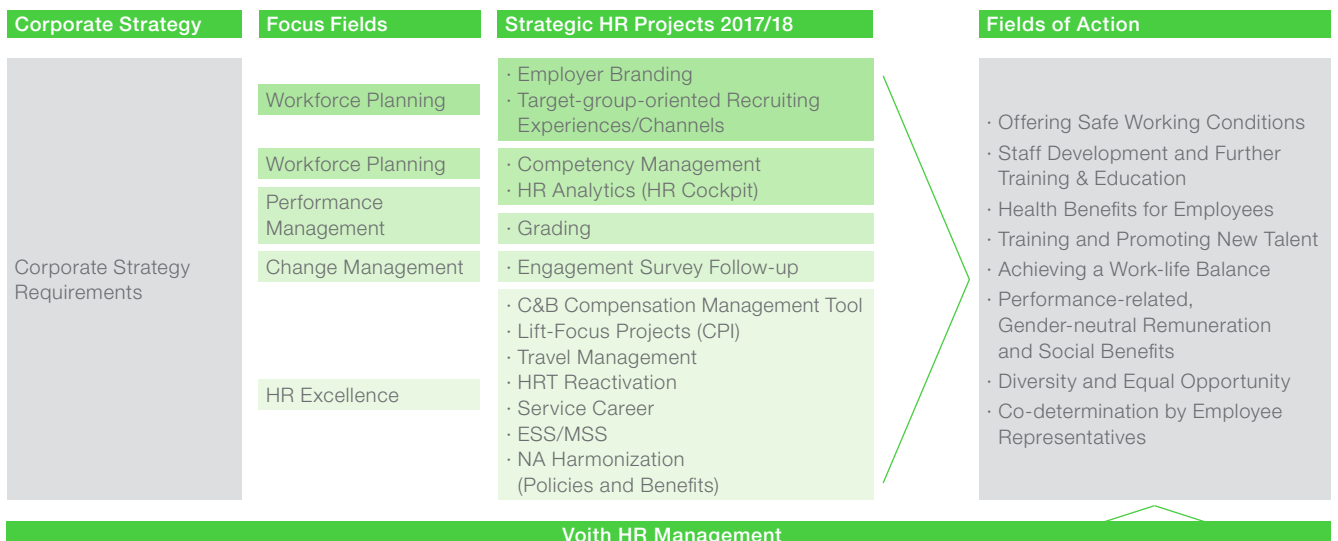 Corporate Strategy
Focus Fields
Strategic HR Projects 2017/18
Fields of Action
Corporate Strategy
Requirements
Workforce Planning
Workforce Planning
Performance
Management
Change Management
HR Excellence
· Employer Branding
· Target-group-oriented Recruiting
Experiences/Channels
· Competency Management
· HR Analytics (HR Cockpit)
· Grading
· Engagement Survey Follow-up
· C&B Compensation Management Tool
· Lift-Focus Projects (CPI)
· Travel Management
· HRT Reactivation
· Service Career
· ESS/MSS
· NA Harmonization
(Policies and Benefits)
· Offering Safe Working Conditions
· Staff Development and Further
Training & Education
· Health Benefits for Employees
· Training and Promoting New Talent
· Achieving a Work-life Balance
· Performance-related,
Gender-neutral Remuneration
and Social Benefits
· Diversity and Equal Opportunity
· Co-determination by Employee
Representatives
Voith HR Management